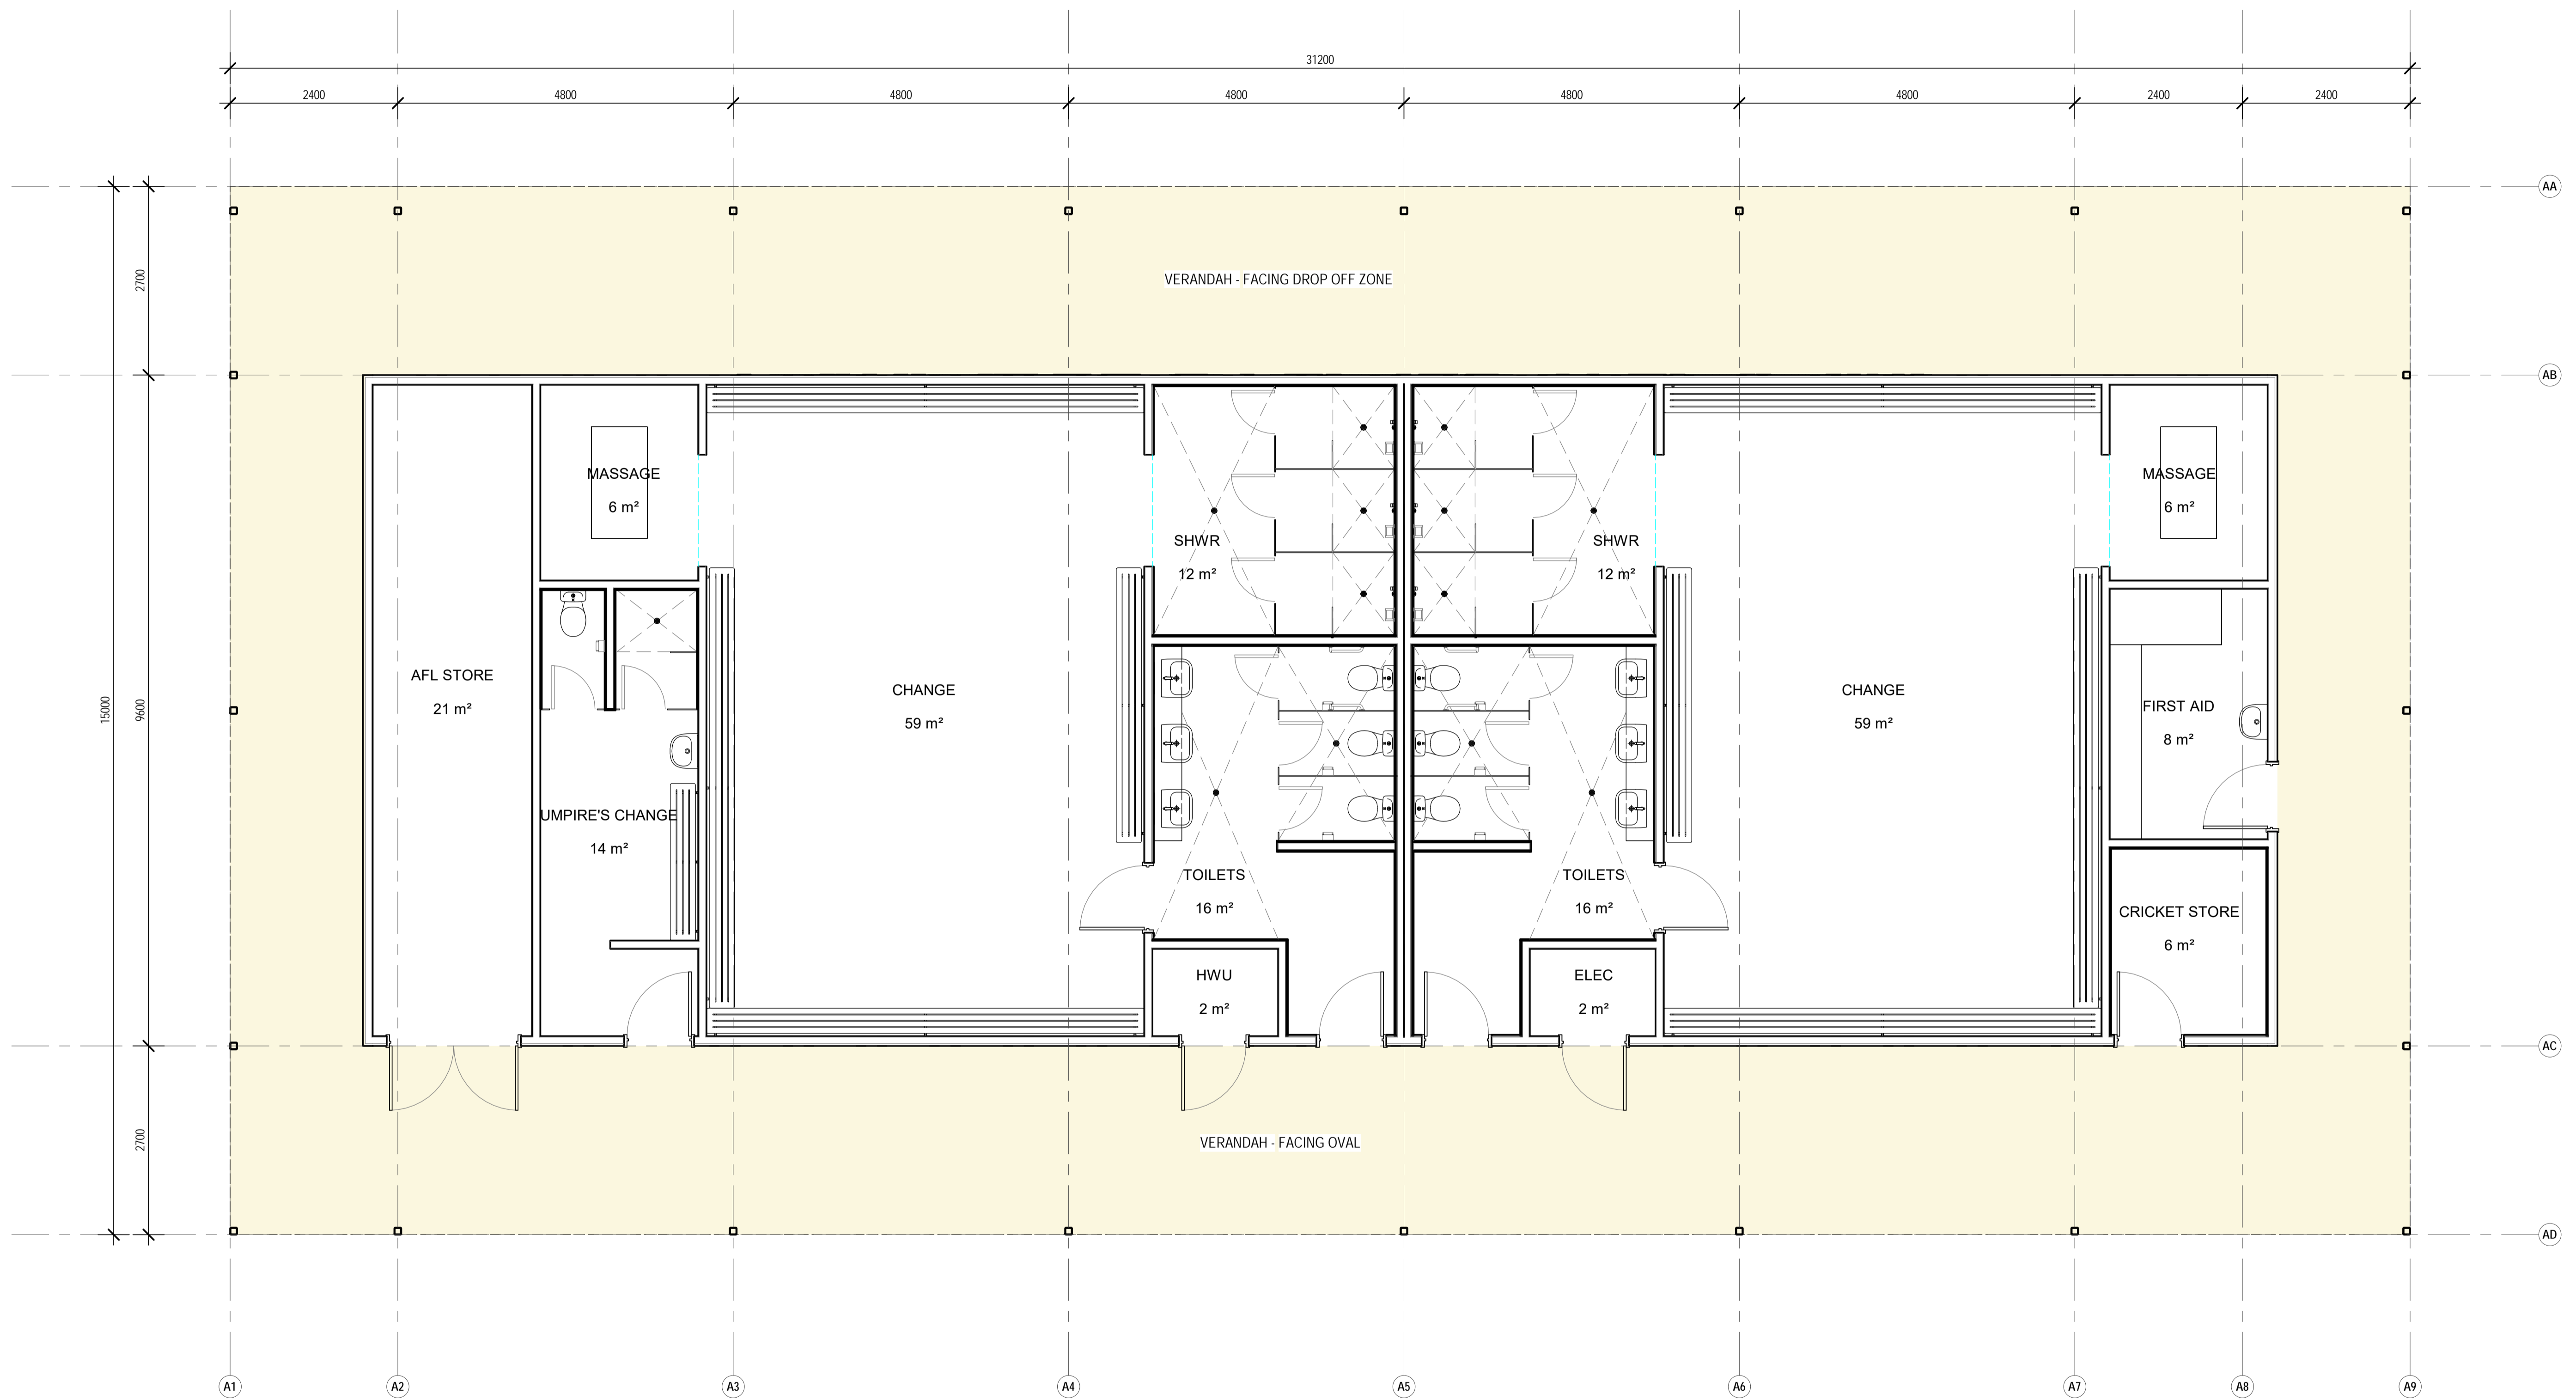 31200
2400
4800
4800
4800
4800
4800
2400
2400
AA
2700
VERANDAH - FACING DROP OFF ZONE
AB
MASSAGE
6 m²
MASSAGE
6 m²
SHWR
12 m²
SHWR
12 m²
15000
9600
AFL STORE
21 m²
CHANGE
59 m²
CHANGE
59 m²
FIRST AID
8 m²
UMPIRE'S CHANGE
14 m²
TOILETS
16 m²
TOILETS
16 m²
CRICKET STORE
6 m²
HWU
2 m²
ELEC
2 m²
AC
2700
VERANDAH - FACING OVAL
AD
A1
A2
A3
A4
A5
A6
A7
A8
A9